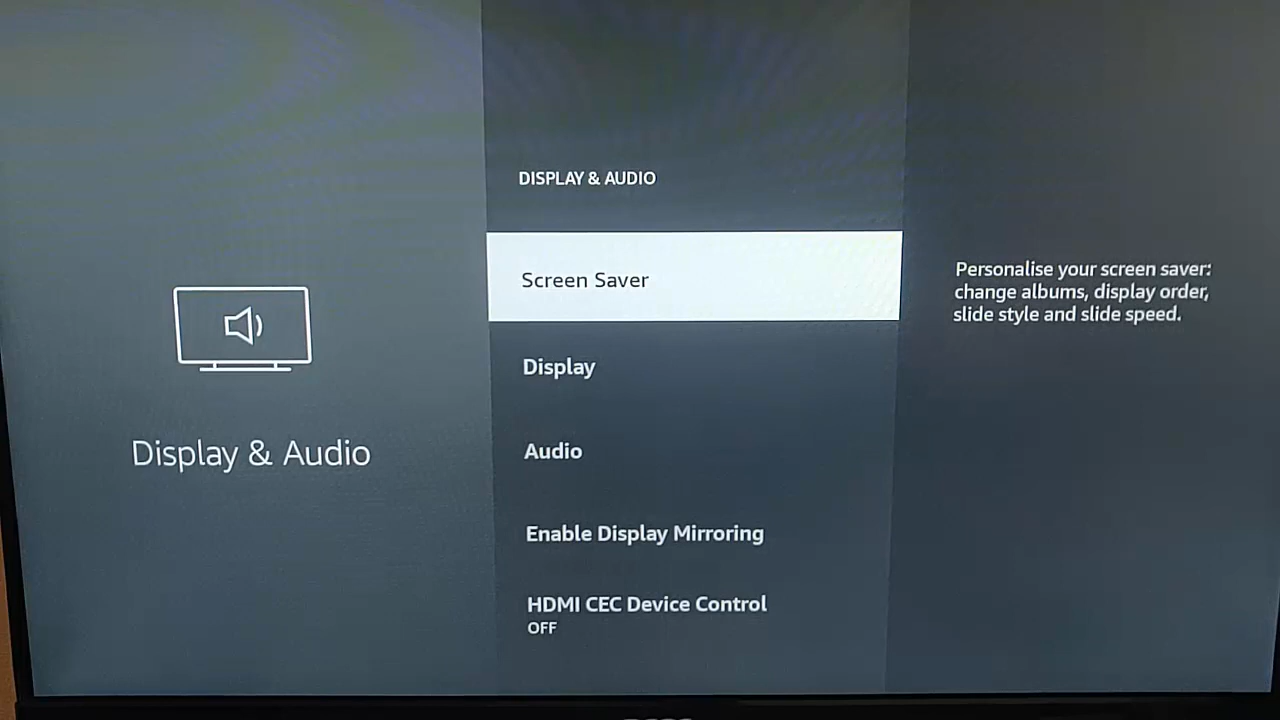 DISPLAY & AUDIO
Screen Saver
Personalise your screen saver:
change albums, display order,
slide style and slide speed.
Display
Display & Audio
Audio
Enable Display Mirroring
HDMI CEC Device Control
OFF